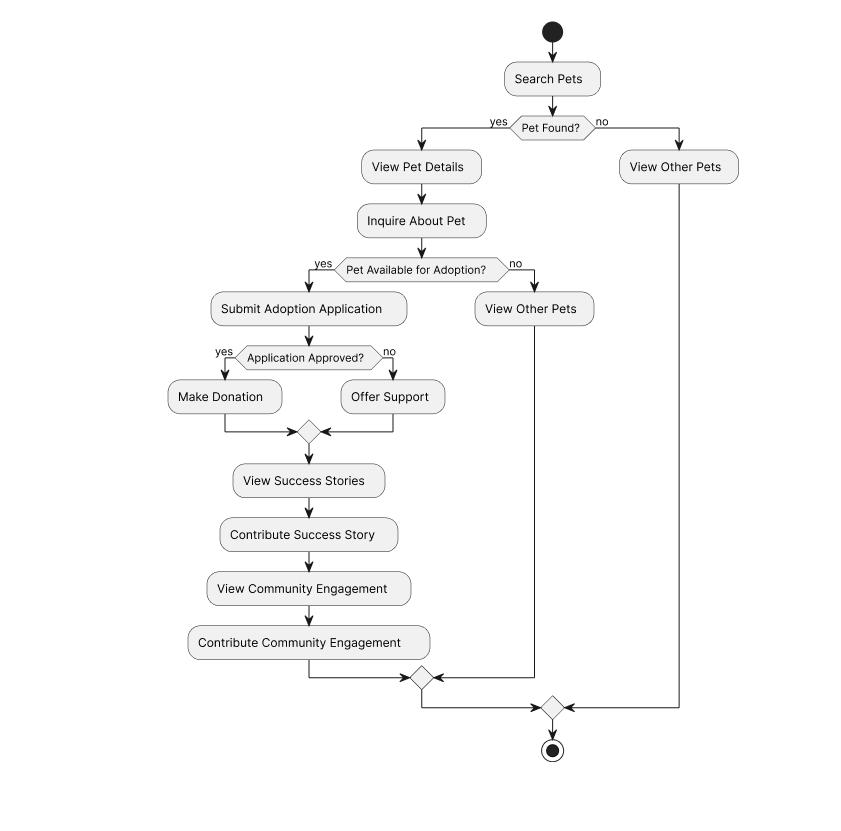 Search Pets
yes
Pet Found?
no
View Pet Details
View Other Pets
Inquire About Pet
yes
Pet Available for Adoption?
no
Submit Adoption Application
View Other Pets
yes
Application Approved?
no
Make Donation
Offer Support
View Success Stories
Contribute Success Story
View Community Engagement
Contribute Community Engagement